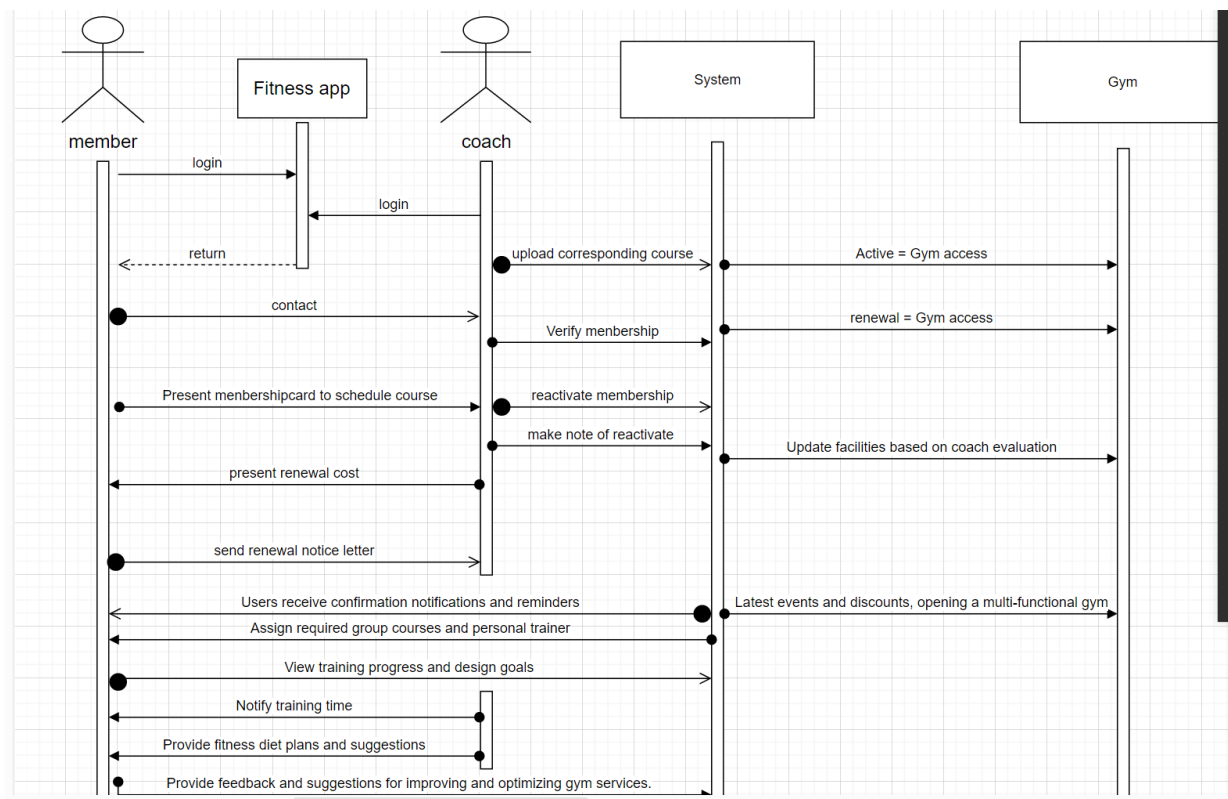 Fitness app
System
Gym
member
coach
login
login
return
upload corresponding course
Active = Gym access
contact
renewal = Gym access
Verify menbership
Present menbershipcard to schedule course
reactivate membership
make note of reactivate
Update facilities based on coach evaluation
present renewal cost
send renewal notice letter
Users receive confirmation notifications and reminders
Latest events and discounts, opening a multi-functional gym
Assign required group courses and personal trainer
View training progress and design goals
Notify training time
Provide fitness diet plans and suggestions
Provide feedback and suggestions for improving and optimizing gym services.